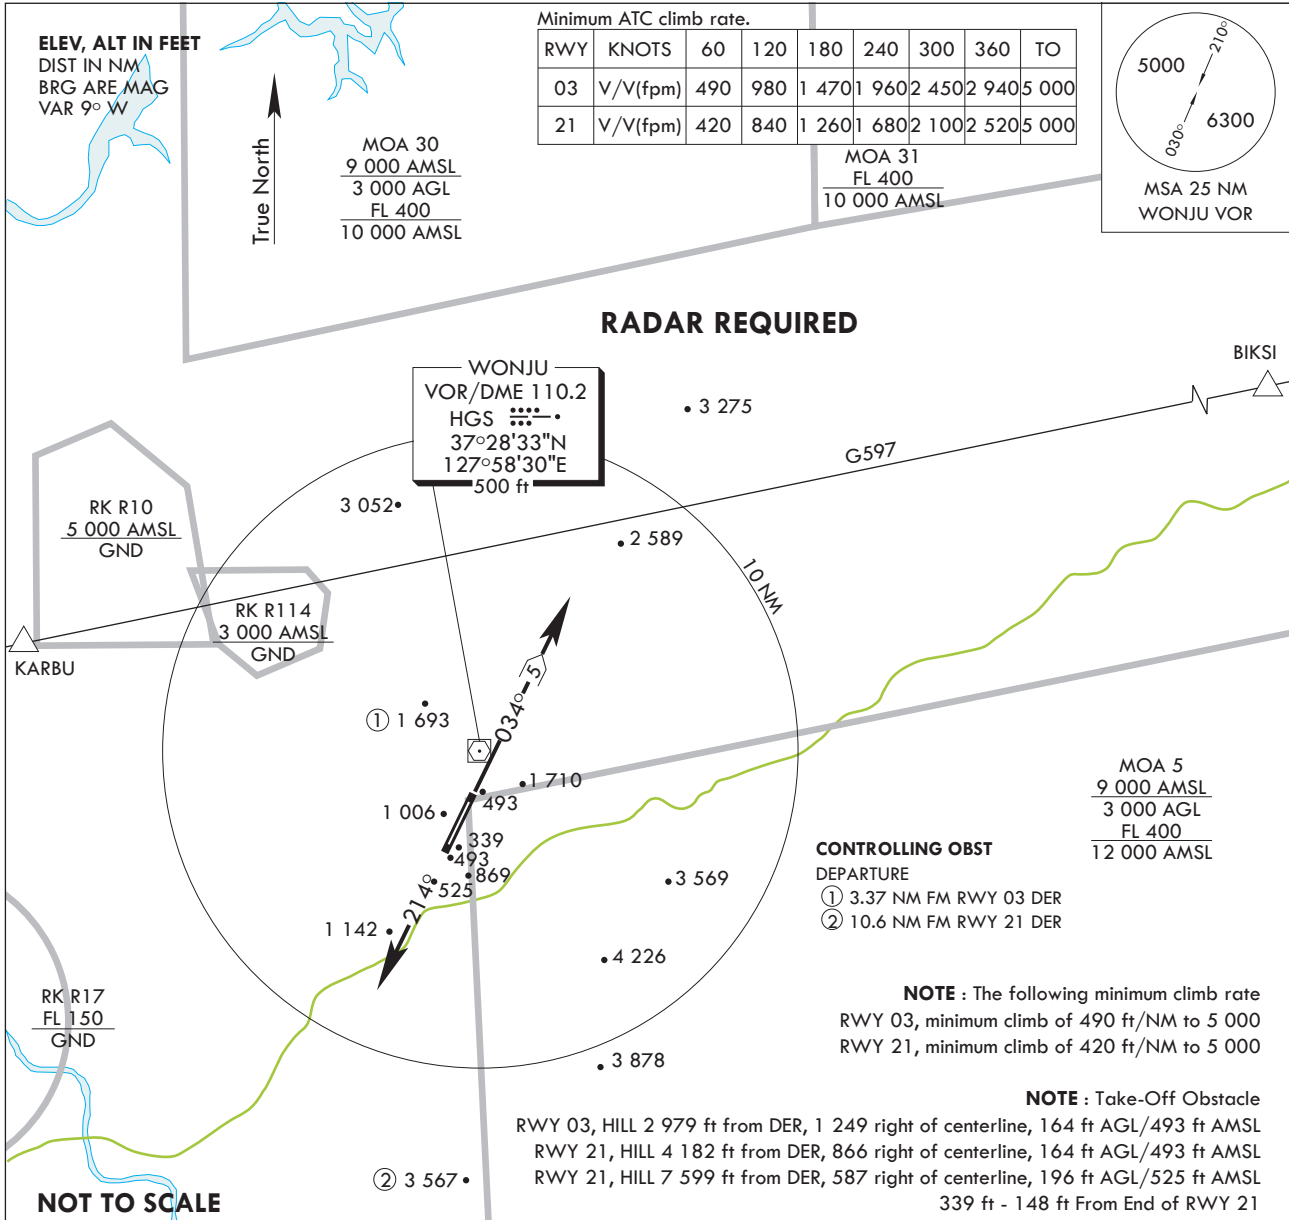 ELEV, ALT IN FEET
DIST IN NM
BRG ARE MAG
VAR 9° W
True North
MOA 30
9 000 AMSL
3 000 AGL
FL 400
10 000 AMSL
Minimum ATC climb rate.
RWY KNOTS 60 120 180 240 300 360 TO
03 V/V(fpm) 490 980 1 470 1 960 2 450 2 940 5 000
21 V/V(fpm) 420 840 1 260 1 680 2 100 2 520 5 000
MOA 31
FL 400
10 000 AMSL
5000
210°
030°
6300
MSA 25 NM
WONJU VOR
RADAR REQUIRED
BIKSI
WONJU
VOR/DME 110.2
HGS
37°28'33"N
127°58'30"E
500 ft
3 275
G597
3 052
2 589
10 NM
RK R10
5 000 AMSL
GND
RK R114
3 000 AMSL
GND
KARBU
034°
5
1 1 693
1 710
493
1 006
339
493
869
525
214°
1 142
3 569
4 226
3 878
2 3 567
MOA 5
9 000 AMSL
3 000 AGL
FL 400
12 000 AMSL
CONTROLLING OBST
DEPARTURE
1 3.37 NM FM RWY 03 DER
2 10.6 NM FM RWY 21 DER
RK R17
FL 150
GND
NOTE : The following minimum climb rate
RWY 03, minimum climb of 490 ft/NM to 5 000
RWY 21, minimum climb of 420 ft/NM to 5 000
NOTE : Take-Off Obstacle
RWY 03, HILL 2 979 ft from DER, 1 249 right of centerline, 164 ft AGL/493 ft AMSL
RWY 21, HILL 4 182 ft from DER, 866 right of centerline, 164 ft AGL/493 ft AMSL
RWY 21, HILL 7 599 ft from DER, 587 right of centerline, 196 ft AGL/525 ft AMSL
339 ft - 148 ft From End of RWY 21
NOT TO SCALE